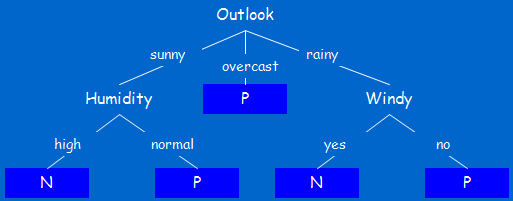 Outlook
sunny
overcast
rainy
Humidity
P
Windy
high
normal
yes
no
N
P
N
P